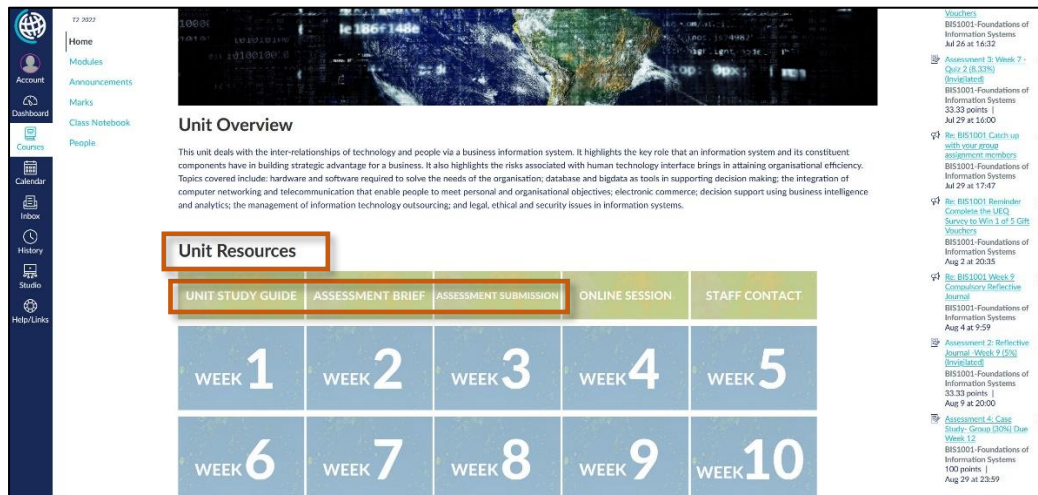 T2 2022
Home
Modules
Announcements
Marks
Class Notebook
People
Account
Dashboard
Courses
Calendar
Inbox
History
Studio
Help/Links
Unit Overview
This unit deals with the inter-relationships of technology and people via a business information system. It highlights the key role that an information system and its constituent
components have in building strategic advantage for a business. It also highlights the risks associated with human technology interface brings in attaining organisational efficiency.
Topics covered include: hardware and software required to solve the needs of the organisation; database and bigdata as tools in supporting decision making; the integration of
computer networking and telecommunication that enable people to meet personal and organisational objectives; electronic commerce; decision support using business intelligence
and analytics; the management of information technology outsourcing; and legal, ethical and security issues in information systems.
Unit Resources
UNIT STUDY GUIDE
ASSESSMENT BRIEF
ASSESSMENT SUBMISSION
ONLINE SESSION
STAFF CONTACT
WEEK 1
WEEK 2
WEEK 3
WEEK 4
WEEK 5
WEEK 6
WEEK 7
WEEK 8
WEEK 9
WEEK 10
Vouchers
BIS1001-Foundations of
Information Systems
Jul 26 at 16:32
Assessment 3: Week 7 -
Quiz 2 (8.33%)
(Invigilated)
BIS1001-Foundations of
Information Systems
33.33 points |
Jul 29 at 16:00
Re: BIS1001 Catch up
with your group
assignment members
BIS1001-Foundations of
Information Systems
Jul 29 at 17:47
Re: BIS1001 Reminder
Complete the UEQ
Survey to Win 1 of 5 Gift
Vouchers
BIS1001-Foundations of
Information Systems
Aug 2 at 20:35
Re: BIS1001 Week 9
Compulsory Reflective
Journal
BIS1001-Foundations of
Information Systems
Aug 4 at 9:59
Assessment 2: Reflective
Journal -Week 9 (5%)
(Invigilated)
BIS1001-Foundations of
Information Systems
33.33 points |
Aug 9 at 20:00
Assessment 4: Case
Study- Group (30%) Due
Week 12
BIS1001-Foundations of
Information Systems
100 points |
Aug 29 at 23:59